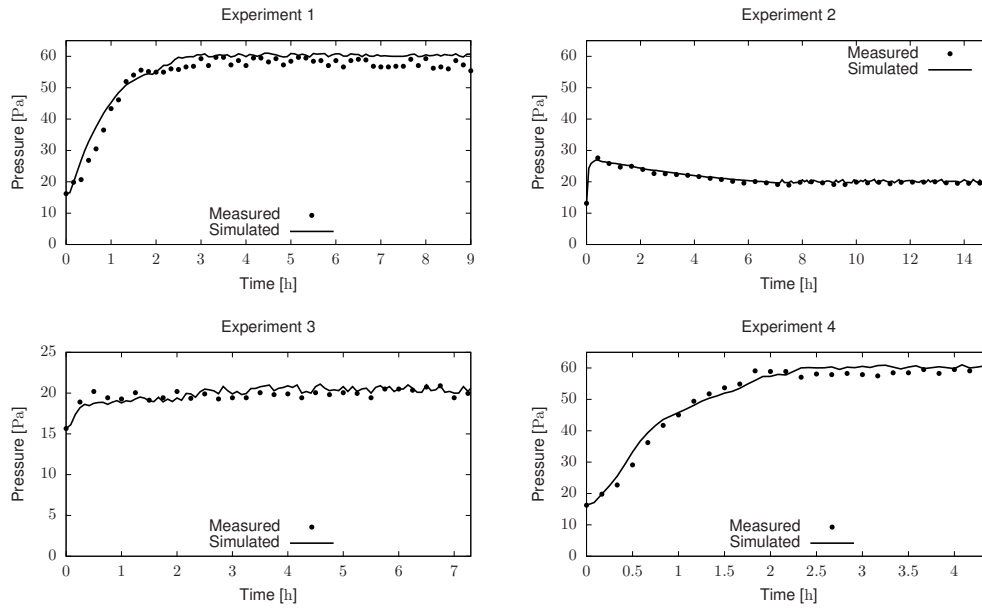 Experiment 1
Pressure [Pa]
60
50
40
30
20
10
0
Measured
Simulated
0 1 2 3 4 5 6 7 8 9
Time [h]
Experiment 2
Pressure [Pa]
60
50
40
30
20
10
0
Measured
Simulated
0 2 4 6 8 10 12 14
Time [h]
Experiment 3
Pressure [Pa]
25
20
15
10
5
0
Measured
Simulated
0 1 2 3 4 5 6 7
Time [h]
Experiment 4
Pressure [Pa]
60
50
40
30
20
10
0
Measured
Simulated
0 0.5 1 1.5 2 2.5 3 3.5 4
Time [h]